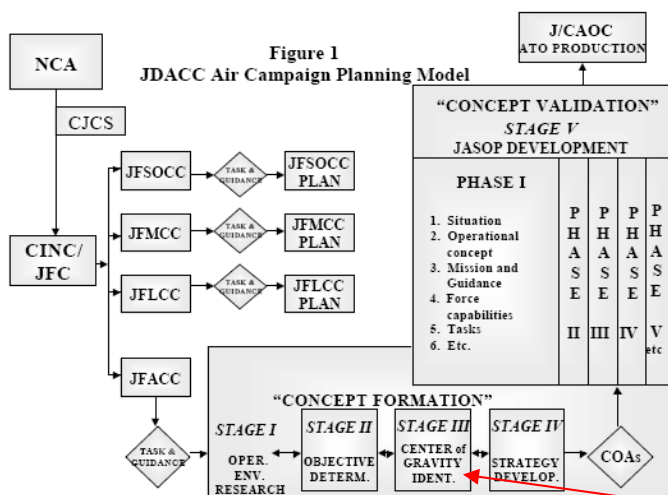 Figure 1
JDACC Air Campaign Planning Model
NCA
CJCS
CINC/
JFC
JFSOCC
TASK &
GUIDANCE
JFSOCC
PLAN
JFMCC
TASK &
GUIDANCE
JFMCC
PLAN
JFLCC
TASK &
GUIDANCE
JFLCC
PLAN
JFACC
TASK &
GUIDANCE
"CONCEPT FORMATION"
STAGE I
OPER.
ENV.
RESEARCH
STAGE II
OBJECTIVE
DETERM.
STAGE III
CENTER of
GRAVITY
IDENT.
STAGE IV
STRATEGY
DEVELOP.
COAs
J/CAOC
ATO PRODUCTION
"CONCEPT VALIDATION"
STAGE V
JASOP DEVELOPMENT
PHASE I
1. Situation
2. Operational
concept
3. Mission and
Guidance
4. Force
capabilities
5. Tasks
6. Etc.
PHASE II
PHASE III
PHASE IV
PHASE V
etc